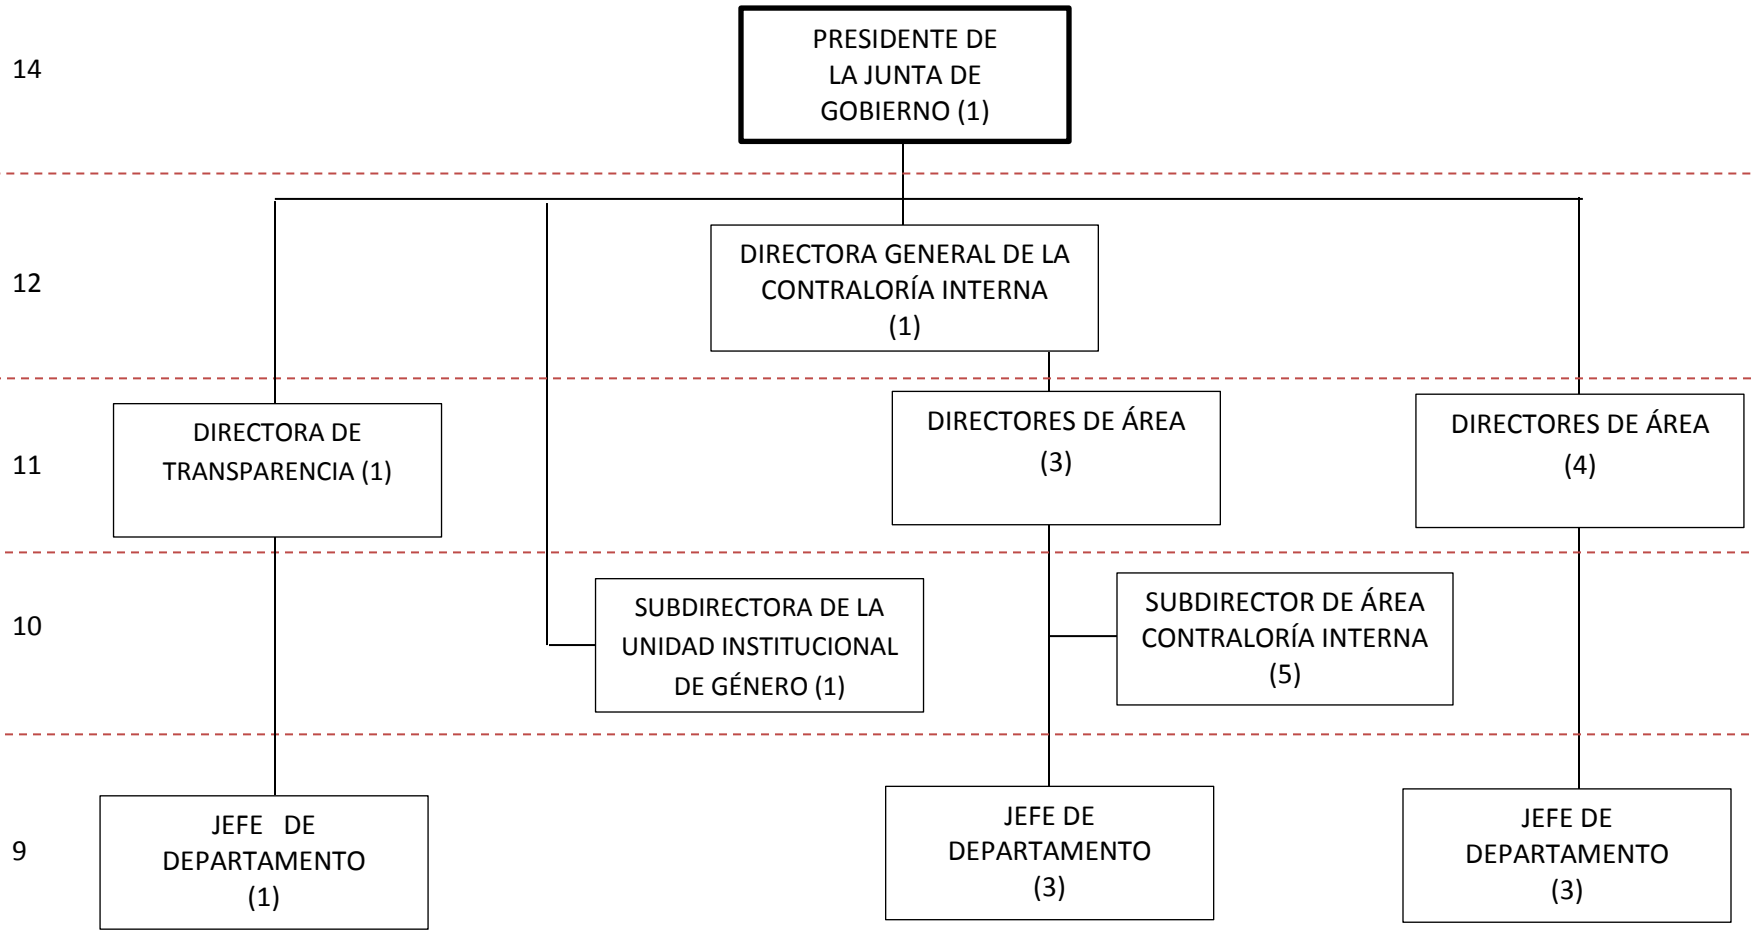 14
PRESIDENTE DE
LA JUNTA DE
GOBIERNO (1)
12
DIRECTORA GENERAL DE LA
CONTRALORÍA INTERNA
(1)
11
DIRECTORA DE
TRANSPARENCIA (1)
DIRECTORES DE ÁREA
(3)
DIRECTORES DE ÁREA
(4)
10
SUBDIRECTORA DE LA
UNIDAD INSTITUCIONAL
DE GÉNERO (1)
SUBDIRECTOR DE ÁREA
CONTRALORÍA INTERNA
(5)
9
JEFE DE
DEPARTAMENTO
(1)
JEFE DE
DEPARTAMENTO
(3)
JEFE DE
DEPARTAMENTO
(3)